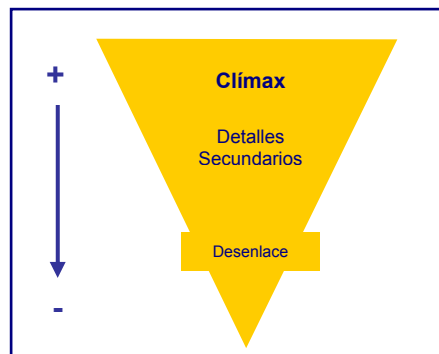 +
Clímax
Detalles
Secundarios
Desenlace
-